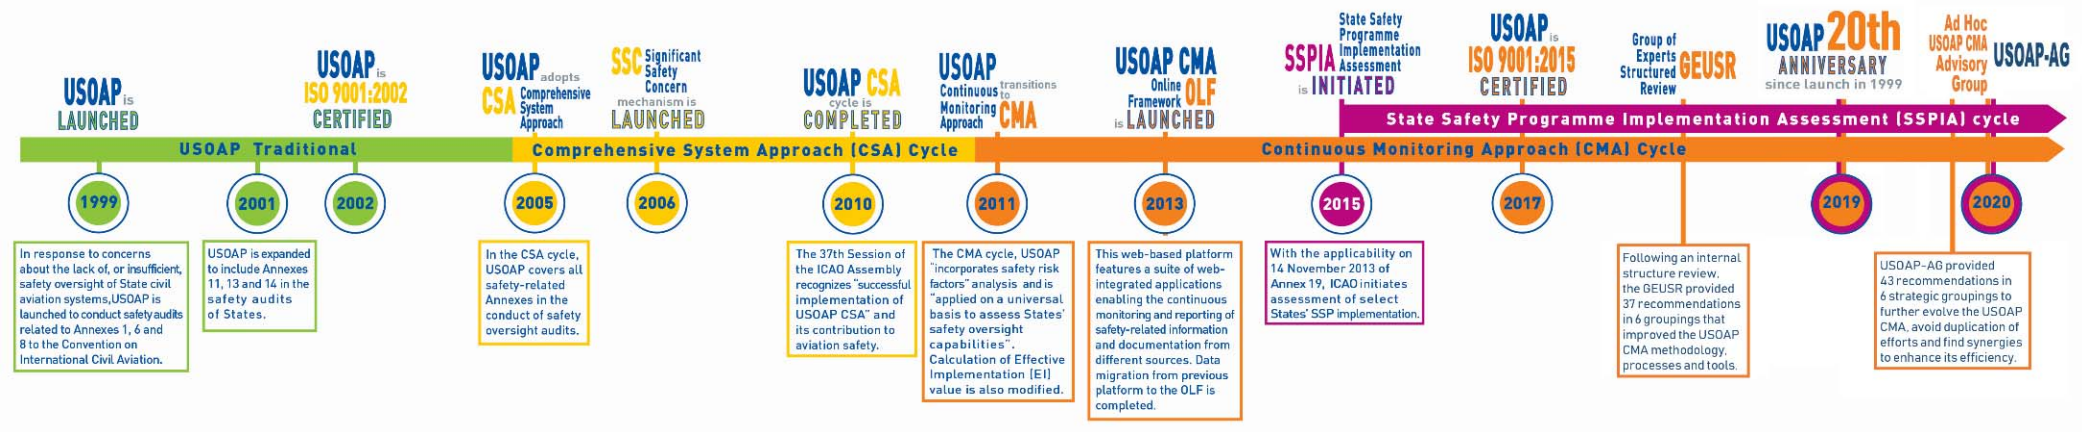 USOAP is
LAUNCHED
USOAP is
ISO 9001:2002
CERTIFIED
USOAP adopts
CSA Comprehensive
System
Approach
SSC Significant
Safety
Concern
mechanism is
LAUNCHED
USOAP CSA
cycle is
COMPLETED
USOAP
Continuous transitions
Monitoring to
Approach CMA
USOAP CMA
Online
Framework OLF
is LAUNCHED
State Safety
Programme
SSPIA Implementation
Assessment
is INITIATED
USOAP is
ISO 9001:2015
CERTIFIED
Group of
Experts
Structured
Review GEUSR
USOAP 20th
ANNIVERSARY
since launch in 1999
Ad Hoc
USOAP CMA
Advisory
Group
USOAP-AG
State Safety Programme Implementation Assessment (SSPIA) cycle
USOAP Traditional
Comprehensive System Approach (CSA) Cycle
Continuous Monitoring Approach (CMA) Cycle
1999
2001
2002
2005
2006
2010
2011
2013
2015
2017
2019
2020
In response to concerns
about the lack of, or insufficient,
safety oversight of State civil
aviation systems,USOAP is
launched to conduct safety audits
related to Annexes 1, 6 and
8 to the Convention on
International Civil Aviation.
USOAP is expanded
to include Annexes
11, 13 and 14 in the
safety audits
of States.
In the CSA cycle,
USOAP covers all
safety-related
Annexes in the
conduct of safety
oversight audits.
The 37th Session of
the ICAO Assembly
recognizes "successful
implementation of
USOAP CSA" and
its contribution to
aviation safety.
The CMA cycle, USOAP
"incorporates safety risk
factors" analysis and is
"applied on a universal
basis to assess States'
safety oversight
capabilities".
Calculation of Effective
Implementation (EI)
value is also modified.
This web-based platform
features a suite of web-
integrated applications
enabling the continuous
monitoring and reporting of
safety-related information
and documentation from
different sources. Data
migration from previous
platform to the OLF is
completed.
With the applicability on
14 November 2013 of
Annex 19, ICAO initiates
assessment of select
States' SSP implementation.
Following an internal
structure review,
the GEUSR provided
37 recommendations
in 6 groupings that
improved the USOAP
CMA methodology,
processes and tools.
USOAP-AG provided
43 recommendations in
6 strategic groupings to
further evolve the USOAP
CMA, avoid duplication of
efforts and find synergies
to enhance its efficiency.